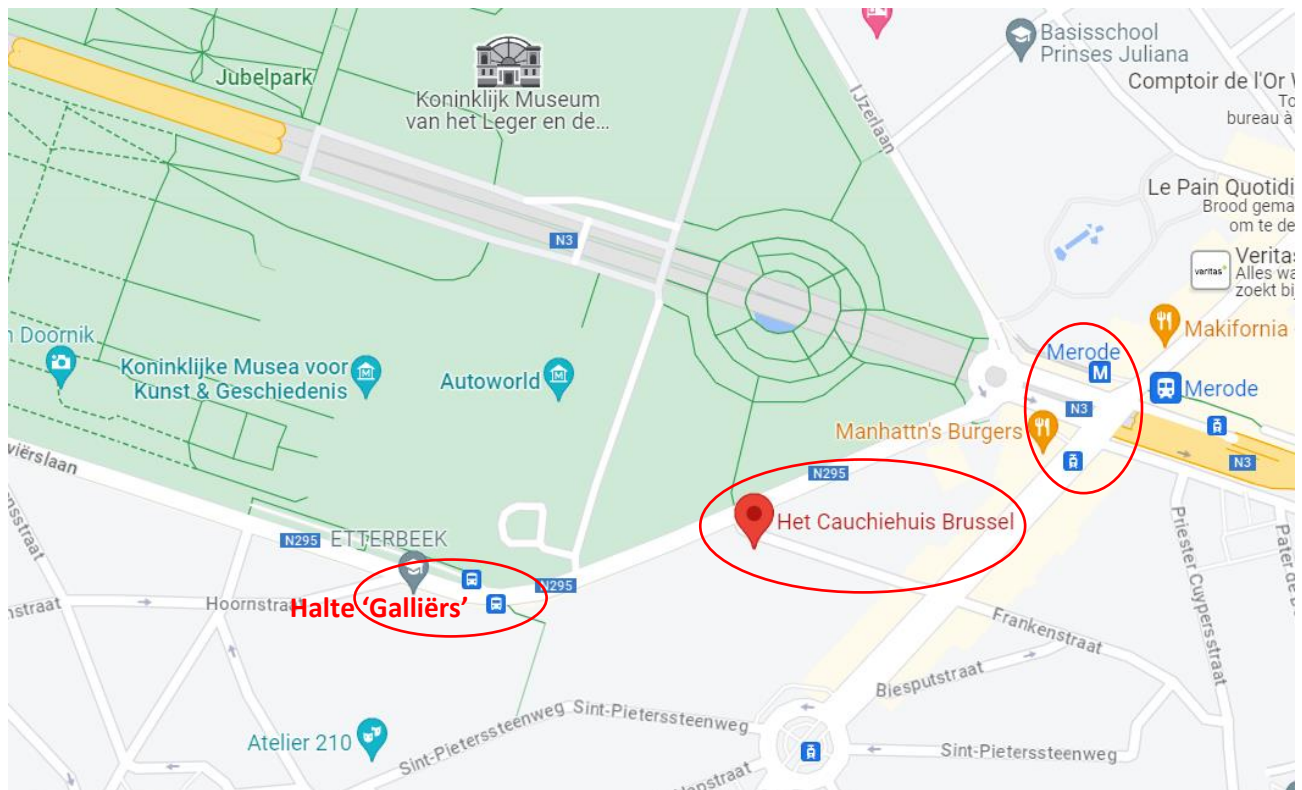 Basisschool
Prinses Juliana
Comptoir de l'Or
bureau à
Jubelpark
Koninklijk Museum
van het Leger en de...
IJzerlaan
Le Pain Quotidi
Brood gema
om te de
N3
veritas
Veritas
Alles wa
zoekt bij
Makifornia
Doornik
Koninklijke Musea voor
Kunst & Geschiedenis
Autoworld
Merode
M
Merode
N3
Manhattn's Burgers
N3
viërslaan
N295
Het Cauchiehuis Brussel
N295
ETTERBEEK
N295
Halte 'Galliërs'
Hoornstraat
nstraat
Priester Cuypersstraat
Pater de
Frankenstraat
Biesputstraat
Sint-Pieterssteenweg
Sint-Pieterssteenweg
Sint-Pieterssteenweg
Atelier 210